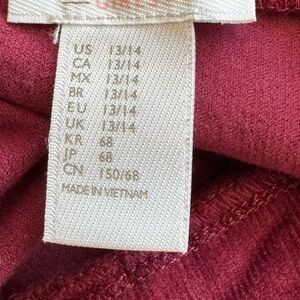 US 13/14
CA 13/14
MX 13/14
BR 13/14
EU 13/14
UK 13/14
KR 68
JP 68
CN 150/68
MADE IN VIETNAM